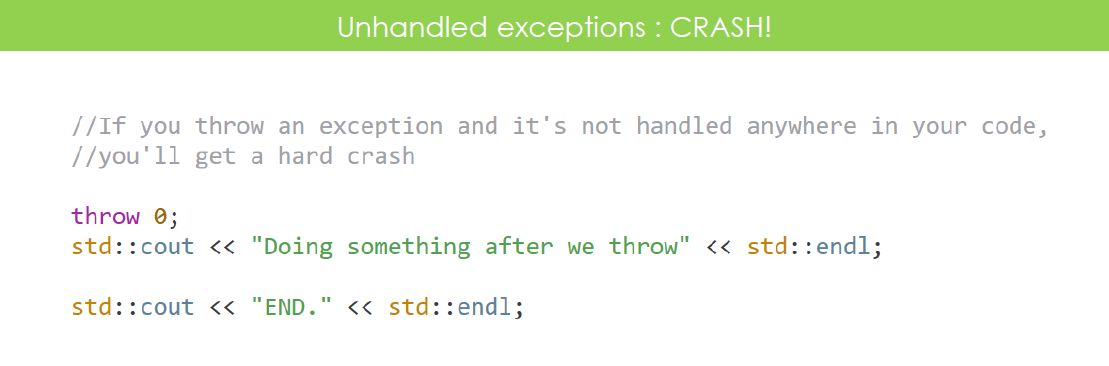 Unhandled exceptions : CRASH!
//If you throw an exception and it's not handled anywhere in your code,
//you'll get a hard crash
throw 0;
std::cout << "Doing something after we throw" << std::endl;
std::cout << "END." << std::endl;